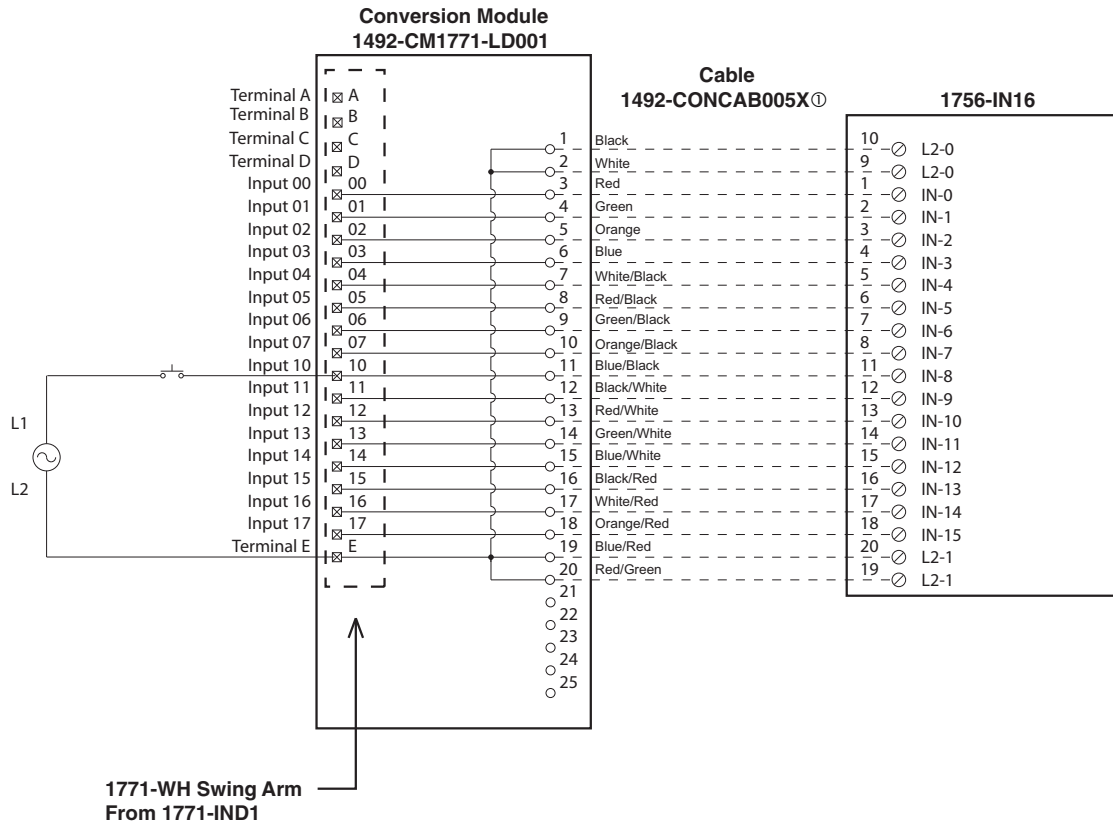 Conversion Module
1492-CM1771-LD001
Cable
1492-CONCAB005X①
1756-IN16
Terminal A
A
Terminal B
B
Terminal C
C
1
Black
10
L2-0
Terminal D
D
2
White
9
L2-0
Input 00
00
3
Red
1
IN-0
Input 01
01
4
Green
2
IN-1
Input 02
02
5
Orange
3
IN-2
Input 03
03
6
Blue
4
IN-3
Input 04
04
7
White/Black
5
IN-4
Input 05
05
8
Red/Black
6
IN-5
Input 06
06
9
Green/Black
7
IN-6
Input 07
07
10
Orange/Black
8
IN-7
Input 10
10
11
Blue/Black
11
IN-8
Input 11
11
12
Black/White
12
IN-9
Input 12
12
13
Red/White
13
IN-10
Input 13
13
14
Green/White
14
IN-11
Input 14
14
15
Blue/White
15
IN-12
Input 15
15
16
Black/Red
16
IN-13
Input 16
16
17
White/Red
17
IN-14
Input 17
17
18
Orange/Red
18
IN-15
Terminal E
E
19
Blue/Red
20
L2-1
20
Red/Green
19
L2-1
21
22
23
24
25
L1
L2
1771-WH Swing Arm
From 1771-IND1